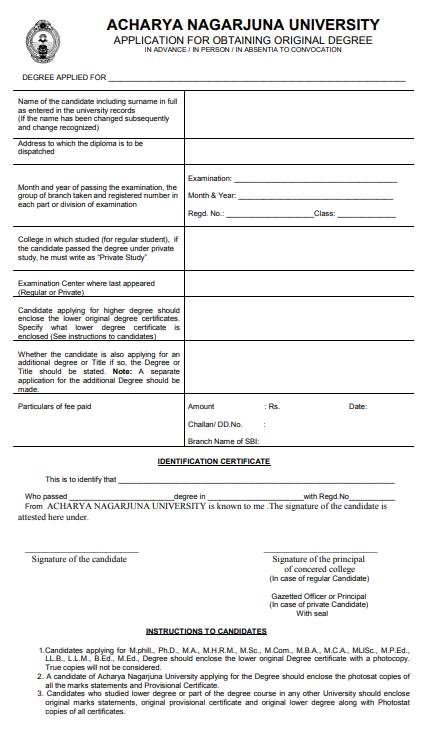 ACHARYA NAGARJUNA UNIVERSITY
APPLICATION FOR OBTAINING ORIGINAL DEGREE
IN ADVANCE / IN PERSON / IN ABSENTIA TO CONVOCATION
DEGREE APPLIED FOR
Name of the candidate including surname in full
as entered in the university records
(If the name has been changed subsequently
and change recognized)
Address to which the diploma is to be
dispatched
Month and year of passing the examination, the
group of branch taken and registered number in
each part or division of examination
Examination:
Month & Year:
Regd. No.: Class:
College in which studied (for regular student), if
the candidate passed the degree under private
study, he must write as “Private Study”
Examination Center where last appeared
(Regular or Private)
Candidate applying for higher degree should
enclose the lower original degree certificates.
Specify what lower degree certificate is
enclosed (See instructions to candidates)
Whether the candidate is also applying for an
additional degree or Title if so, the Degree or
Title should be stated. Note: A separate
application for the additional Degree should be
made.
Particulars of fee paid
Amount : Rs. Date:
Challan/ DD.No. :
Branch Name of SBI:
IDENTIFICATION CERTIFICATE
This is to identify that
Who passed degree in with Regd.No
From ACHARYA NAGARJUNA UNIVERSITY is known to me .The signature of the candidate is
attested here under.
Signature of the candidate
Signature of the principal
of concered college
(In case of regular Candidate)
Gazetted Officer or Principal
(In case of private Candidate)
With seal
INSTRUCTIONS TO CANDIDATES
1.Candidates applying for M.phill., Ph.D., M.A., M.H.R.M., M.Sc., M.Com., M.B.A., M.C.A., MLISc., M.P.Ed.,
LL.B., L.L.M., B.Ed., M.Ed., Degree should enclose the lower Original Degree certificate with a photocopy.
True copies will not be considered.
2. A candidate of Acharya Nagarjuna University applying for the Degree should enclose the photosat copies of
all the marks statements and Provisional Certificate.
3. Candidates who studied lower degree or part of the degree course in any other University should enclose
original marks statements, original provisional certificate and original lower degree along with Photostat
copies of all certificates.